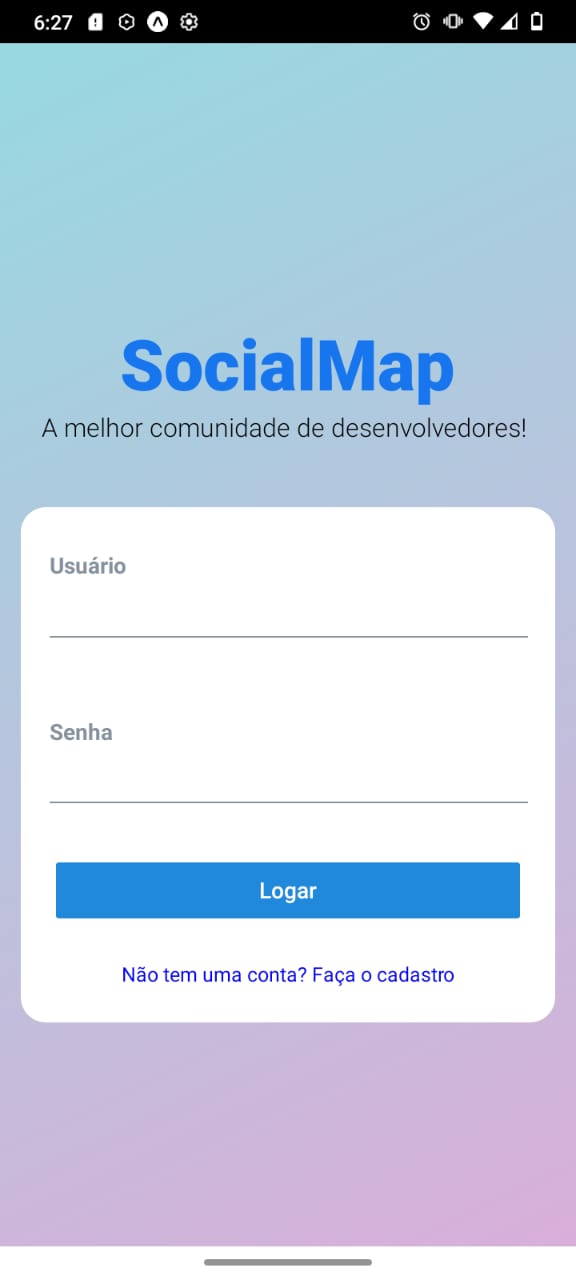 6:27
SocialMap
A melhor comunidade de desenvolvedores!
Usuário
Senha
Logar
Não tem uma conta? Faça o cadastro